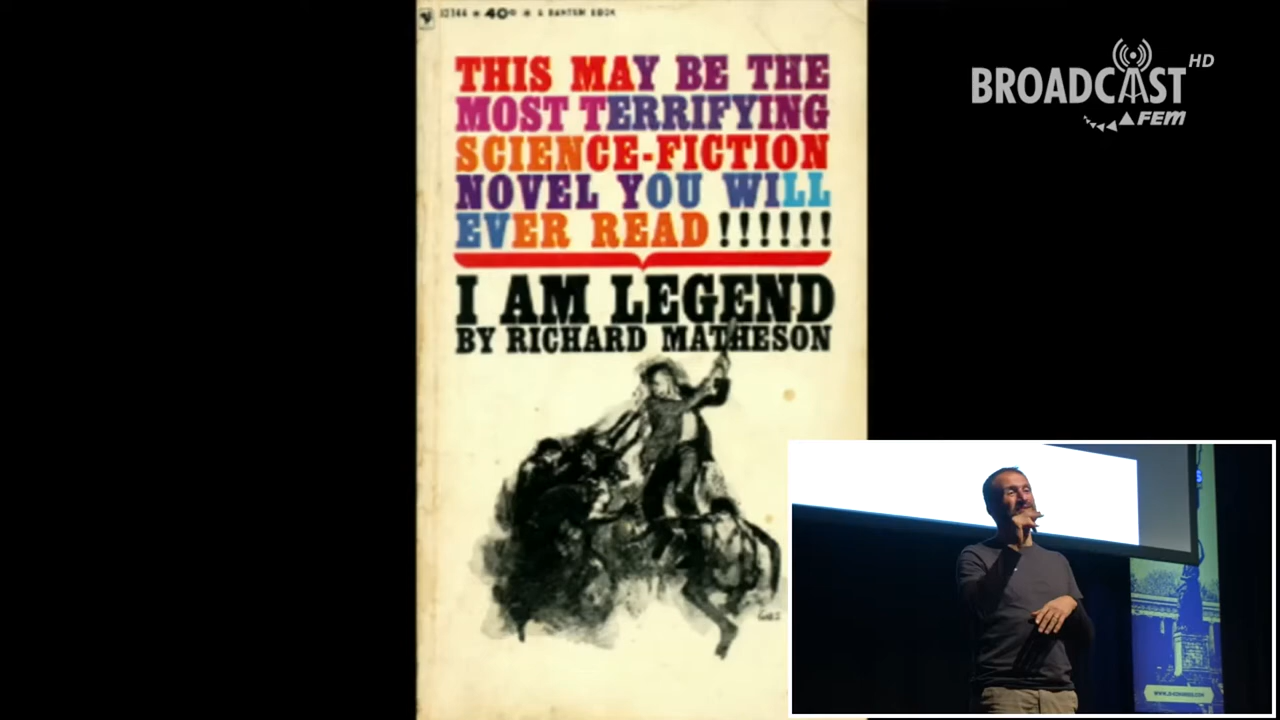 40¢ * A BANTAM BOOK
THIS MAY BE THE
MOST TERRIFYING
SCIENCE-FICTION
NOVEL YOU WILL
EVER READ !!!!!!
I AM LEGEND
BY RICHARD MATHESON
BROADCAST HD
FEM